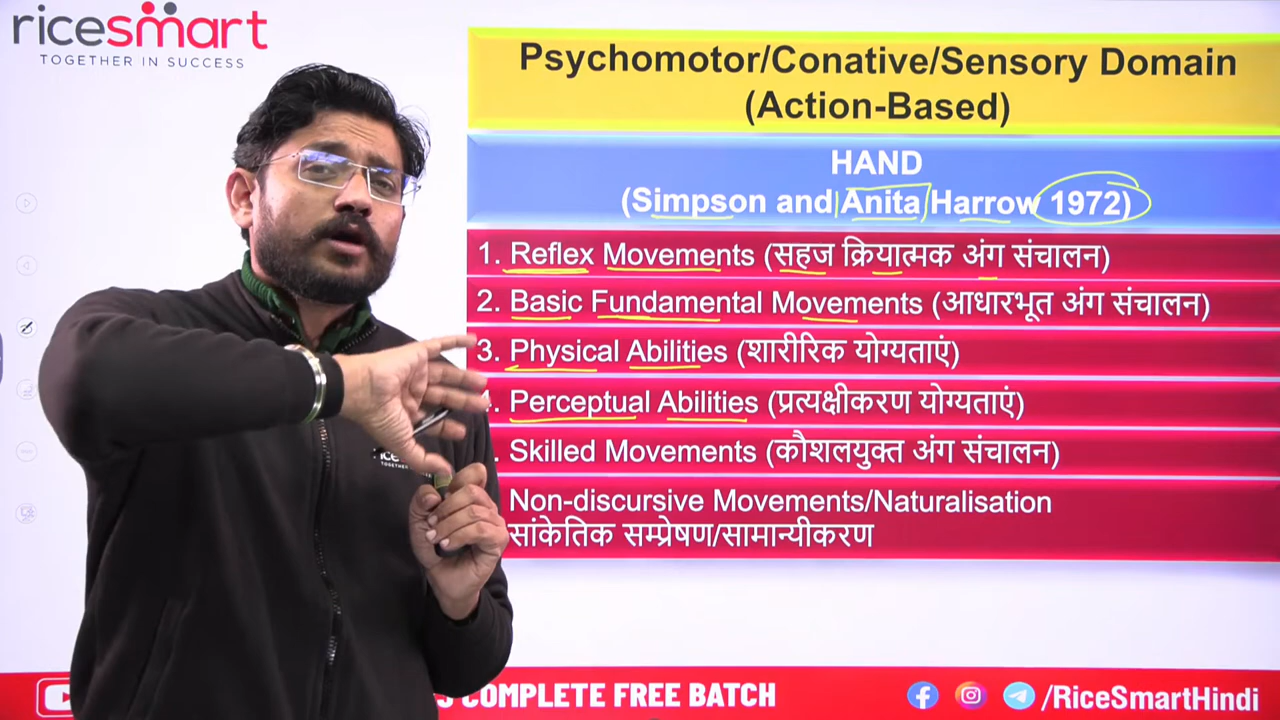 ricesmart
TOGETHER IN SUCCESS
Psychomotor/Conative/Sensory Domain
(Action-Based)
HAND
(Simpson and Anita Harrow 1972)
1. Reflex Movements (सहज क्रियात्मक अंग संचालन)
2. Basic Fundamental Movements (आधारभूत अंग संचालन)
3. Physical Abilities (शारीरिक योग्यताएं)
Perceptual Abilities (प्रत्यक्षीकरण योग्यताएं)
Skilled Movements (कौशलयुक्त अंग संचालन)
Non-discursive Movements/Naturalisation
सांकेतिक सम्प्रेषण/सामान्यीकरण
COMPLETE FREE BATCH
/RiceSmartHindi